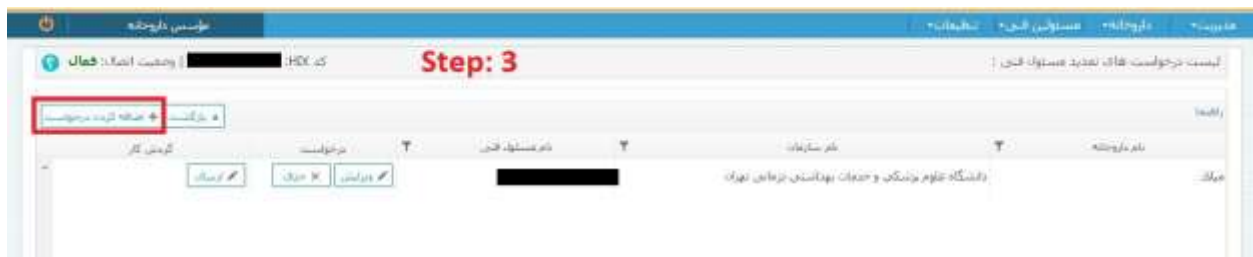 مدیریت داروخانه مسئولین فنی تنظیمات مؤسس داروخانه
Step: 3
لیست درخواست های تمدید مسئول فنی : کد HIX: | وضعیت اتصال: فعال
راهنما بازگشت + اضافه کردن درخواست
نام داروخانه نام سازمان نام مسئول فنی درخواست گردش کار
دانشگاه علوم پزشکی و خدمات بهداشتی درمانی تهران ویرایش حذف ارسال